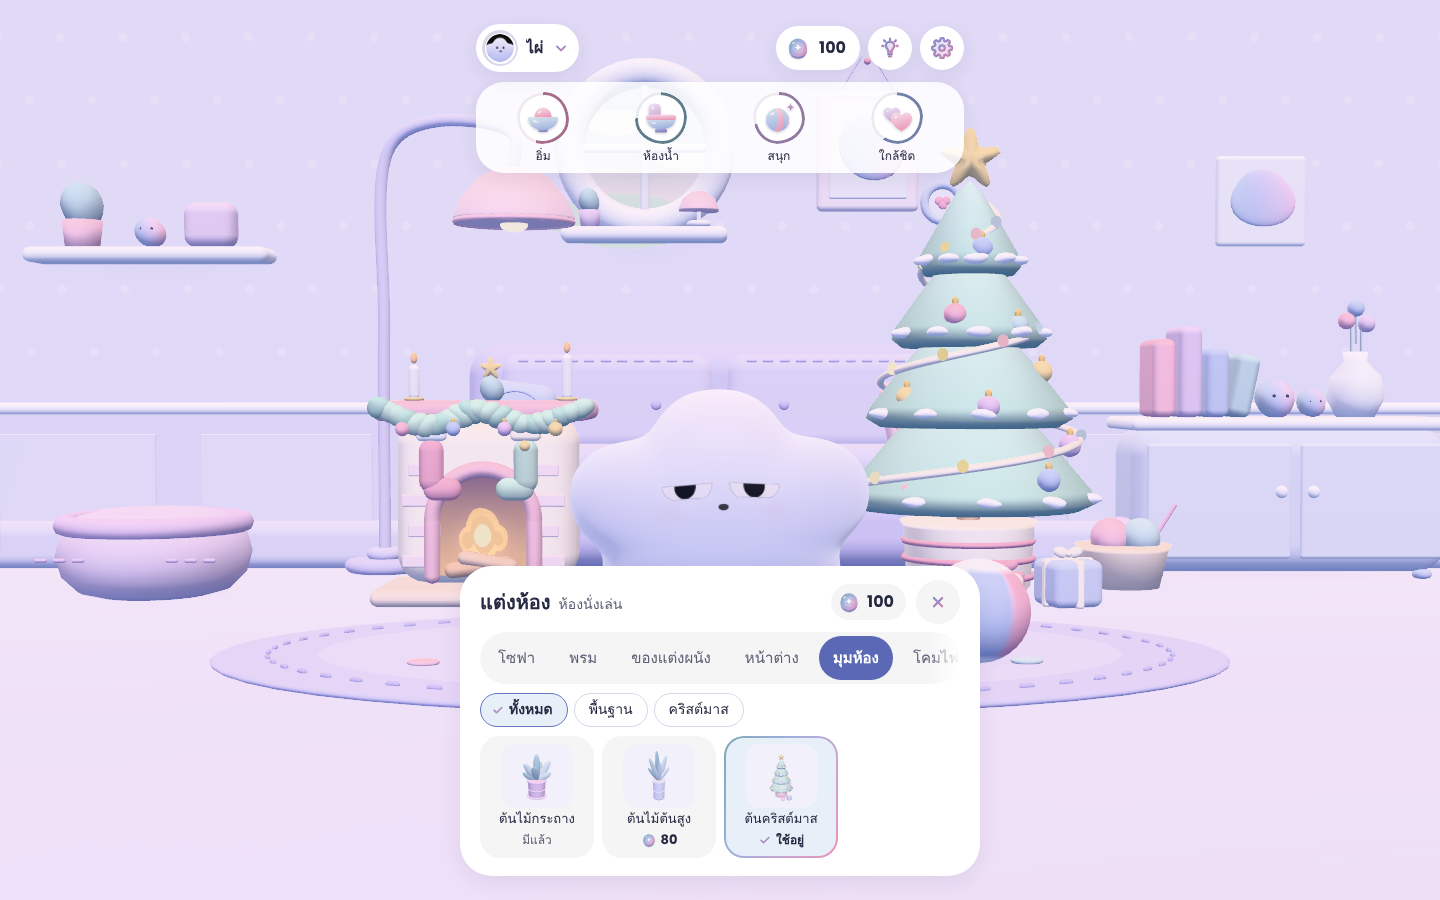 ไผ่
100
อิ่ม
ห้องน้ำ
สนุก
ใกล้ชิด
แต่งห้อง ห้องนั่งเล่น
100
โซฟา พรม ของแต่งผนัง หน้าต่าง มุมห้อง โคมไฟ
ทั้งหมด พื้นฐาน คริสต์มาส
ต้นไม้กระถาง
มีแล้ว
ต้นไม้ต้นสูง
80
ต้นคริสต์มาส
ใช้อยู่